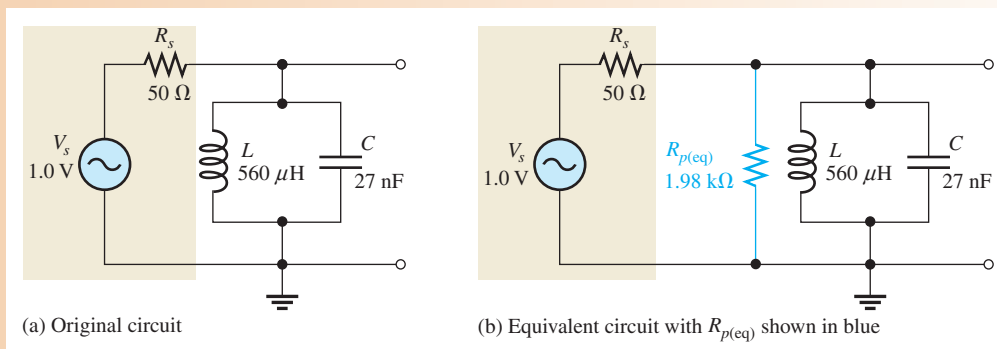 R_s
50 Ω
V_s
1.0 V
L
560 μH
C
27 nF
(a) Original circuit
R_s
50 Ω
V_s
1.0 V
R_p(eq)
1.98 kΩ
L
560 μH
C
27 nF
(b) Equivalent circuit with R_p(eq) shown in blue